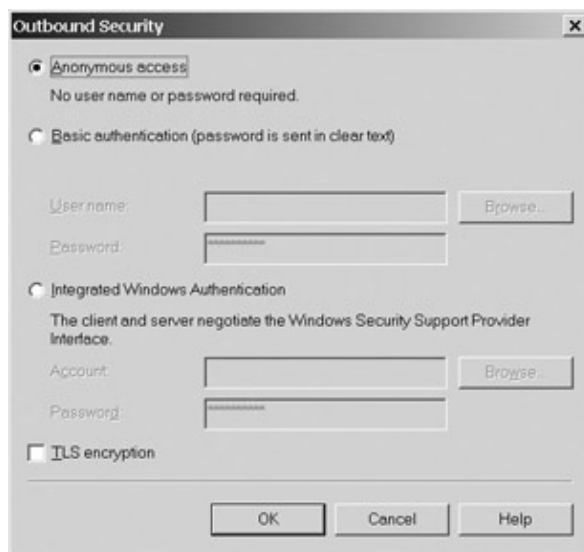 Outbound Security
Anonymous access
No user name or password required.
Basic authentication (password is sent in clear text)
User name:
Browse...
Password:
**********
Integrated Windows Authentication
The client and server negotiate the Windows Security Support Provider
Interface.
Account:
Browse...
Password:
**********
TLS encryption
OK
Cancel
Help